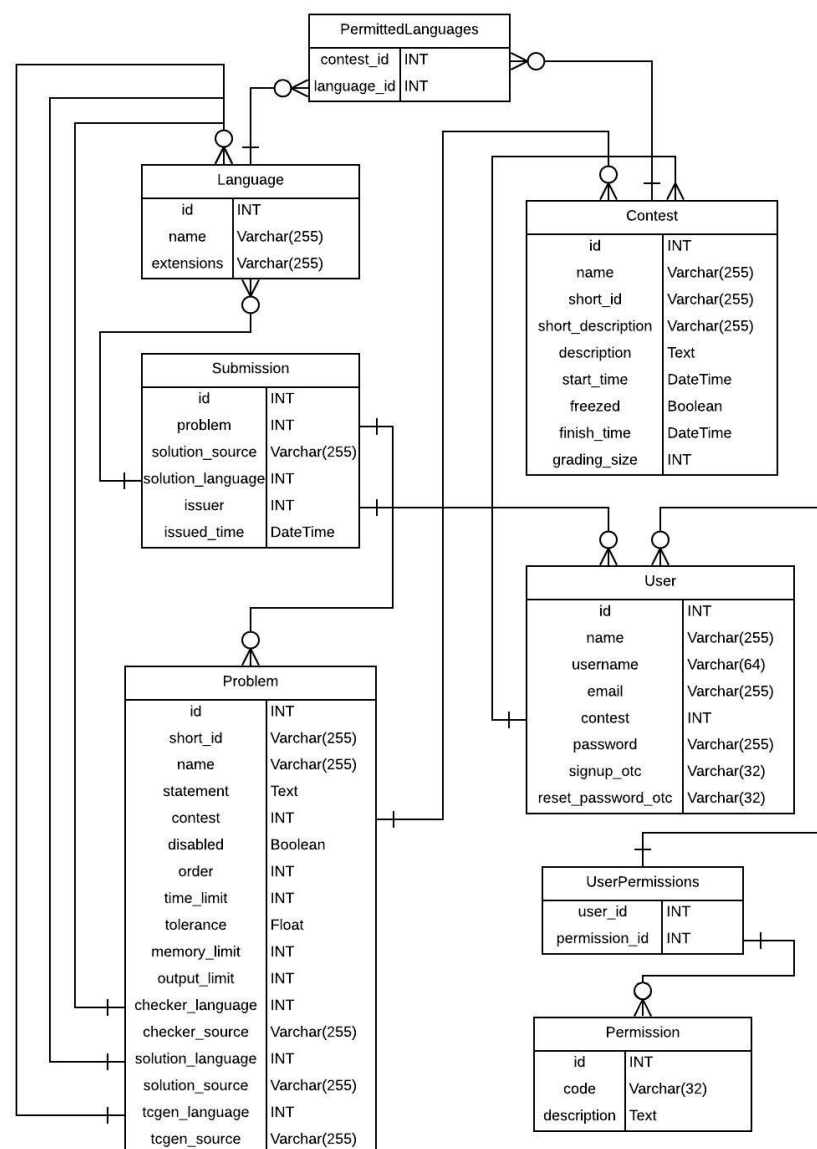 PermittedLanguages
contest_id INT
language_id INT
Language
id INT
name Varchar(255)
extensions Varchar(255)
Contest
id INT
name Varchar(255)
short_id Varchar(255)
short_description Varchar(255)
description Text
start_time DateTime
freezed Boolean
finish_time DateTime
grading_size INT
Submission
id INT
problem INT
solution_source Varchar(255)
solution_language INT
issuer INT
issued_time DateTime
User
id INT
name Varchar(255)
username Varchar(64)
email Varchar(255)
contest INT
password Varchar(255)
signup_otc Varchar(32)
reset_password_otc Varchar(32)
Problem
id INT
short_id Varchar(255)
name Varchar(255)
statement Text
contest INT
disabled Boolean
order INT
time_limit INT
tolerance Float
memory_limit INT
output_limit INT
checker_language INT
checker_source Varchar(255)
solution_language INT
solution_source Varchar(255)
tcgen_language INT
tcgen_source Varchar(255)
UserPermissions
user_id INT
permission_id INT
Permission
id INT
code Varchar(32)
description Text